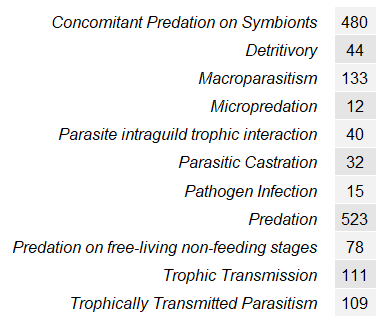 Concomitant Predation on Symbionts 480
Detritivory 44
Macroparasitism 133
Micropredation 12
Parasite intraguild trophic interaction 40
Parasitic Castration 32
Pathogen Infection 15
Predation 523
Predation on free-living non-feeding stages 78
Trophic Transmission 111
Trophically Transmitted Parasitism 109